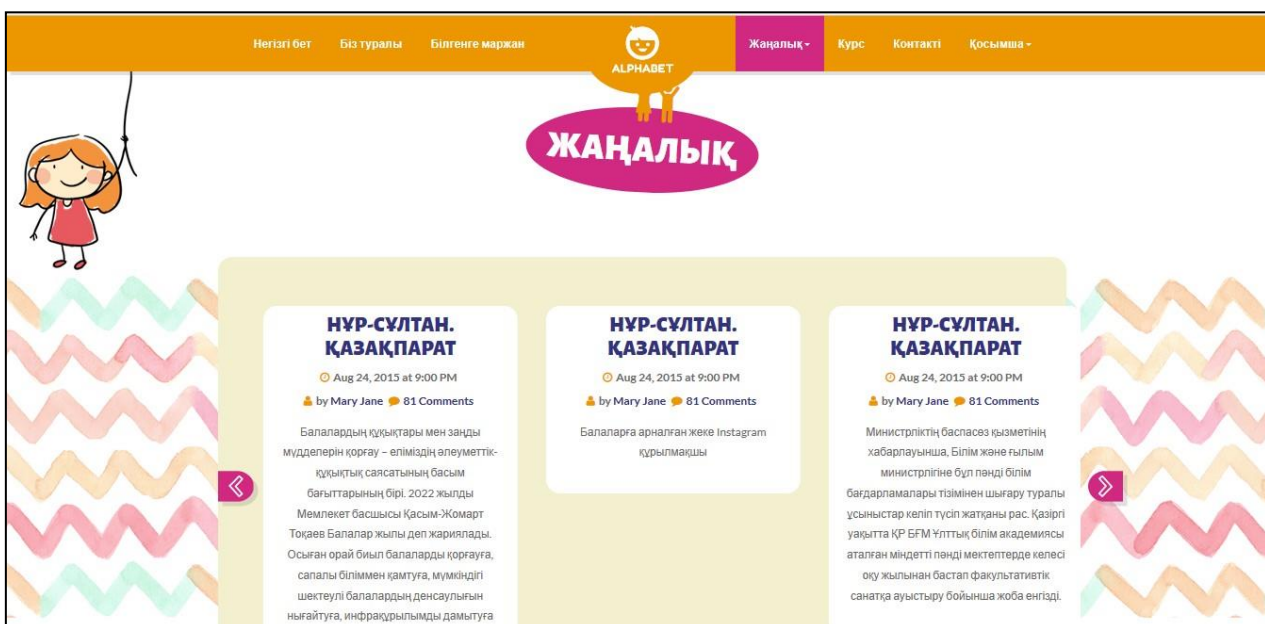 Негізгі бет Біз туралы Білгенге маржан ALPHABET Жаңалық Курс Контакті Қосымша
ЖАҢАЛЫҚ
НҰР-СҰЛТАН.
ҚАЗАҚПАРАТ
Aug 24, 2015 at 9:00 PM
by Mary Jane 81 Comments
Балалардың құқықтары мен заңды
мүдделерін қорғау – еліміздің әлеуметтік-
құқықтық саясатының басым
бағыттарының бірі. 2022 жылды
Мемлекет басшысы Қасым-Жомарт
Тоқаев Балалар жылы деп жариялады.
Осыған орай биыл балаларды қорғауға,
сапалы біліммен қамтуға, мүмкіндігі
шектеулі балалардың денсаулығын
нығайтуға, инфрақұрылымды дамытуға
НҰР-СҰЛТАН.
ҚАЗАҚПАРАТ
Aug 24, 2015 at 9:00 PM
by Mary Jane 81 Comments
Балаларға арналған жеке Instagram
құрылмақшы
НҰР-СҰЛТАН.
ҚАЗАҚПАРАТ
Aug 24, 2015 at 9:00 PM
by Mary Jane 81 Comments
Министрліктің баспасез қызметінің
хабарлауынша, Білім және ғылым
министрлігіне бұл пәнді білім
бағдарламалары тізімінен шығару туралы
ұсыныстар келіп түсіп жатқаны рас. Қазіргі
уақытта ҚР БҒМ Ұлттық білім академиясы
аталған міндетті пәнді мектептерде келесі
оқу жылынан бастап факультативтік
санатқа ауыстыру бойынша жоба енгізді.